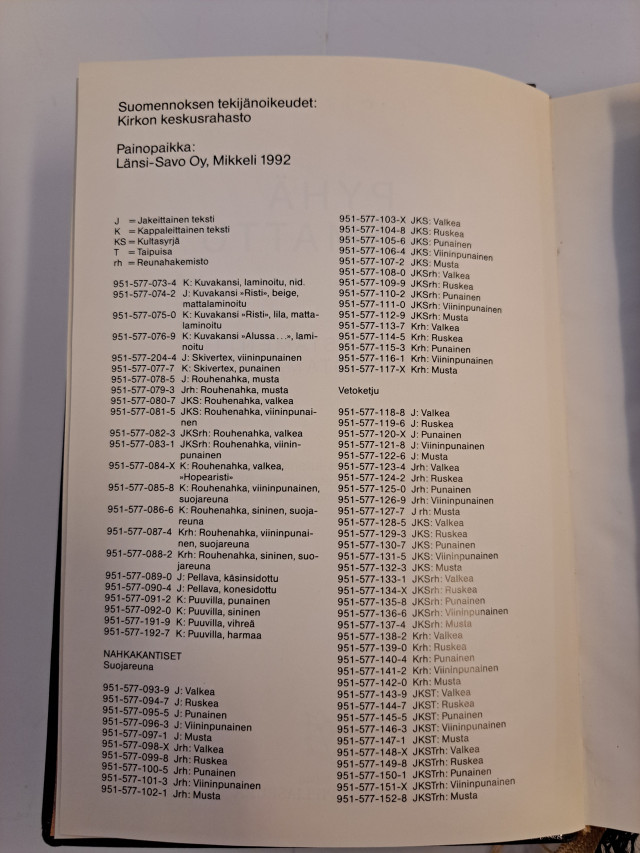 Suomennoksen tekijänoikeudet:
Kirkon keskusrahasto
Painopaikka:
Länsi-Savo Oy, Mikkeli 1992
J = Jakeittainen teksti
K = Kappaleittainen teksti
KS = Kultasyrjä
T = Taipuisa
rh = Reunahakemisto
951-577-073-4 K: Kuvakansi, laminoitu, nid.
951-577-074-2 J: Kuvakansi »Risti», beige,
mattalaminoitu
951-577-075-0 K: Kuvakansi »Risti», lila, matta-
laminoitu
951-577-076-9 K: Kuvakansi »Alussa...», lami-
noitu
951-577-204-4 J: Skivertex, viininpunainen
951-577-077-7 K: Skivertex, punainen
951-577-078-5 J: Rouhenahka, musta
951-577-079-3 Jrh: Rouhenahka, musta
951-577-080-7 JKS: Rouhenahka, valkea
951-577-081-5 JKS: Rouhenahka, viininpunai-
nen
951-577-082-3 JKSrh: Rouhenahka, valkea
951-577-083-1 JKSrh: Rouhenahka, viinin-
punainen
951-577-084-X K: Rouhenahka, valkea,
»Hopearisti»
951-577-085-8 K: Rouhenahka, viininpunainen,
suojareuna
951-577-086-6 K: Rouhenahka, sininen, suoja-
reuna
951-577-087-4 Krh: Rouhenahka, viininpunai-
nen, suojareuna
951-577-088-2 Krh: Rouhenahka, sininen, suo-
jareuna
951-577-089-0 J: Pellava, käsinsidottu
951-577-090-4 J: Pellava, konesidottu
951-577-091-2 K: Puuvilla, punainen
951-577-092-0 K: Puuvilla, sininen
951-577-191-9 K: Puuvilla, vihreä
951-577-192-7 K: Puuvilla, harmaa
NAHKAKANTISET
Suojareuna
951-577-093-9 J: Valkea
951-577-094-7 J: Ruskea
951-577-095-5 J: Punainen
951-577-096-3 J: Viininpunainen
951-577-097-1 J: Musta
951-577-098-X Jrh: Valkea
951-577-099-8 Jrh: Ruskea
951-577-100-5 Jrh: Punainen
951-577-101-3 Jrh: Viininpunainen
951-577-102-1 Jrh: Musta
951-577-103-X JKS: Valkea
951-577-104-8 JKS: Ruskea
951-577-105-6 JKS: Punainen
951-577-106-4 JKS: Viininpunainen
951-577-107-2 JKS: Musta
951-577-108-0 JKSrh: Valkea
951-577-109-9 JKSrh: Ruskea
951-577-110-2 JKSrh: Punainen
951-577-111-0 JKSrh: Viininpunainen
951-577-112-9 JKSrh: Musta
951-577-113-7 Krh: Valkea
951-577-114-5 Krh: Ruskea
951-577-115-3 Krh: Punainen
951-577-116-1 Krh: Viininpunainen
951-577-117-X Krh: Musta
Vetoketju
951-577-118-8 J: Valkea
951-577-119-6 J: Ruskea
951-577-120-X J: Punainen
951-577-121-8 J: Viininpunainen
951-577-122-6 J: Musta
951-577-123-4 Jrh: Valkea
951-577-124-2 Jrh: Ruskea
951-577-125-0 Jrh: Punainen
951-577-126-9 Jrh: Viininpunainen
951-577-127-7 J rh: Musta
951-577-128-5 JKS: Valkea
951-577-129-3 JKS: Ruskea
951-577-130-7 JKS: Punainen
951-577-131-5 JKS: Viininpunainen
951-577-132-3 JKS: Musta
951-577-133-1 JKSrh: Valkea
951-577-134-X JKSrh: Ruskea
951-577-135-8 JKSrh: Punainen
951-577-136-6 JKSrh: Viininpunainen
951-577-137-4 JKSrh: Musta
951-577-138-2 Krh: Valkea
951-577-139-0 Krh: Ruskea
951-577-140-4 Krh: Punainen
951-577-141-2 Krh: Viininpunainen
951-577-142-0 Krh: Musta
951-577-143-9 JKST: Valkea
951-577-144-7 JKST: Ruskea
951-577-145-5 JKST: Punainen
951-577-146-3 JKST: Viininpunainen
951-577-147-1 JKST: Musta
951-577-148-X JKSTrh: Valkea
951-577-149-8 JKSTrh: Ruskea
951-577-150-1 JKSTrh: Punainen
951-577-151-X JKSTrh: Viininpunainen
951-577-152-8 JKSTrh: Musta